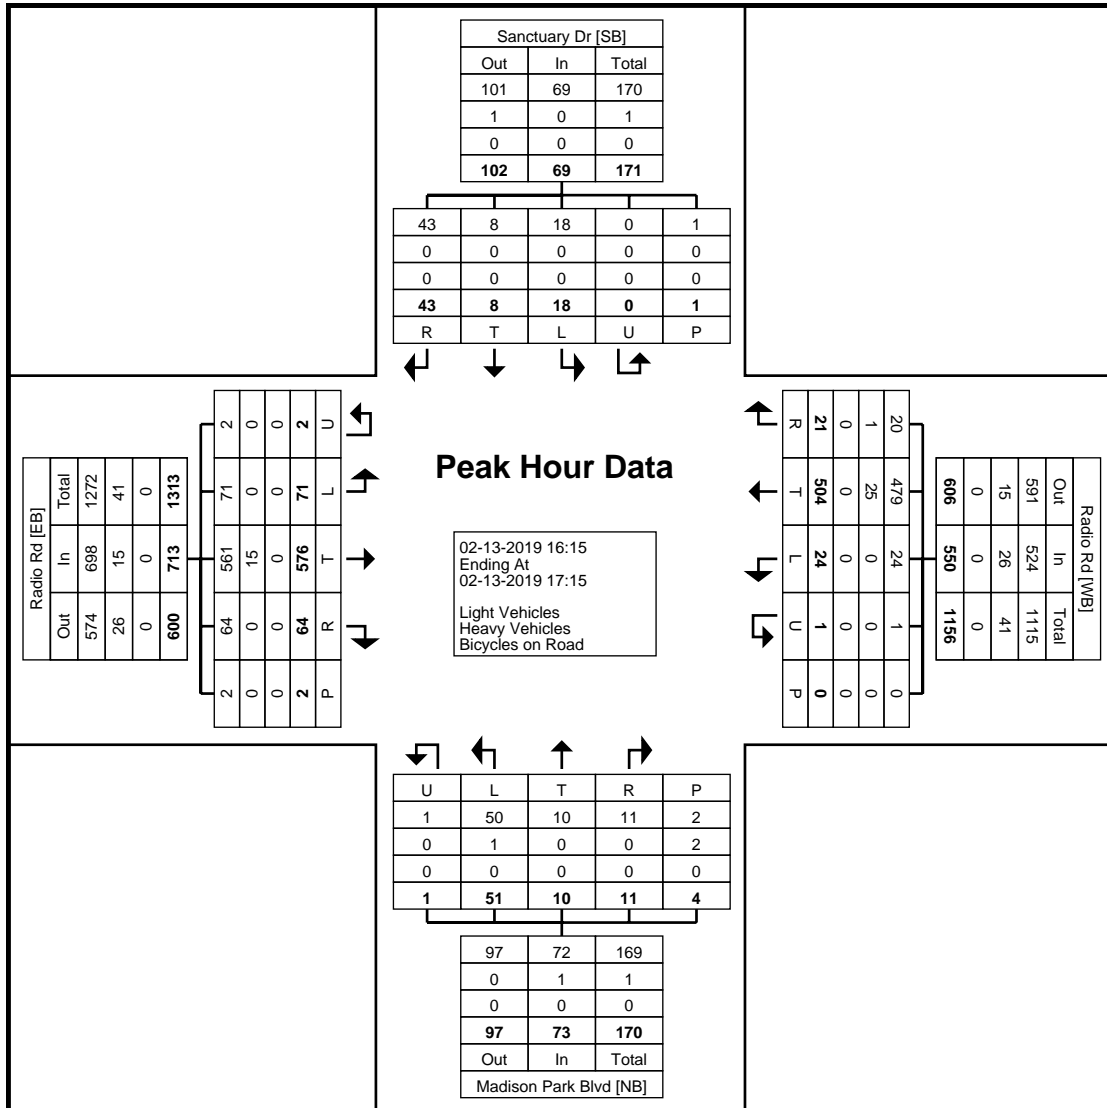 Sanctuary Dr [SB]
Out In Total
101 69 170
1 0 1
0 0 0
102 69 171
43 8 18 0 1
0 0 0 0 0
0 0 0 0 0
43 8 18 0 1
R T L U P
Radio Rd [EB]
Total 1272 41 0 1313
In 698 15 0 713
Out 574 26 0 600
2 0 0 2 U
71 0 0 71 L
561 15 0 576 T
64 0 0 64 R
2 0 0 2 P
Peak Hour Data
02-13-2019 16:15
Ending At
02-13-2019 17:15
Light Vehicles
Heavy Vehicles
Bicycles on Road
R 21 0 1 20
T 504 0 25 479
L 24 0 0 24
U 1 0 0 1
P 0 0 0 0
Radio Rd [WB]
Out 591 15 0 606
In 524 26 0 550
Total 1115 41 0 1156
U L T R P
1 50 10 11 2
0 1 0 0 2
0 0 0 0 0
1 51 10 11 4
97 72 169
0 1 1
0 0 0
97 73 170
Out In Total
Madison Park Blvd [NB]